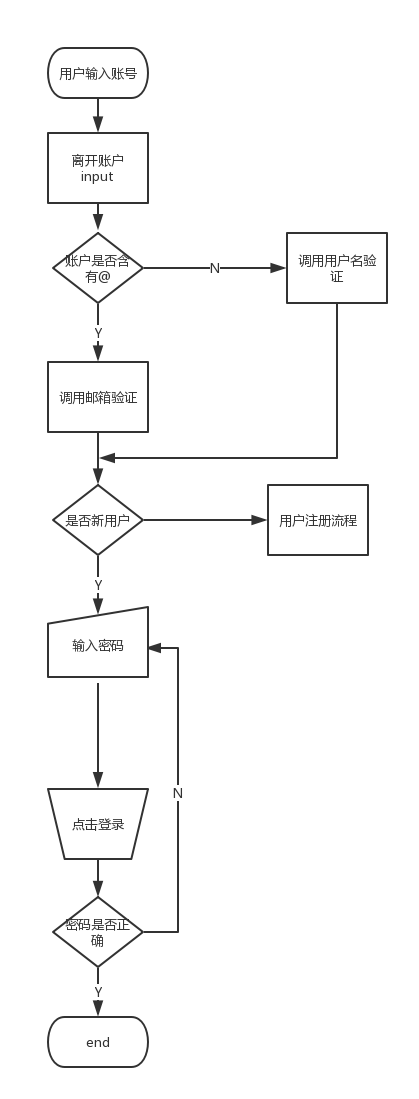 用户输入账号
离开账户
input
账户是否含
有@
N
调用用户名验
证
Y
调用邮箱验证
是否新用户
用户注册流程
Y
输入密码
N
点击登录
密码是否正
确
Y
end